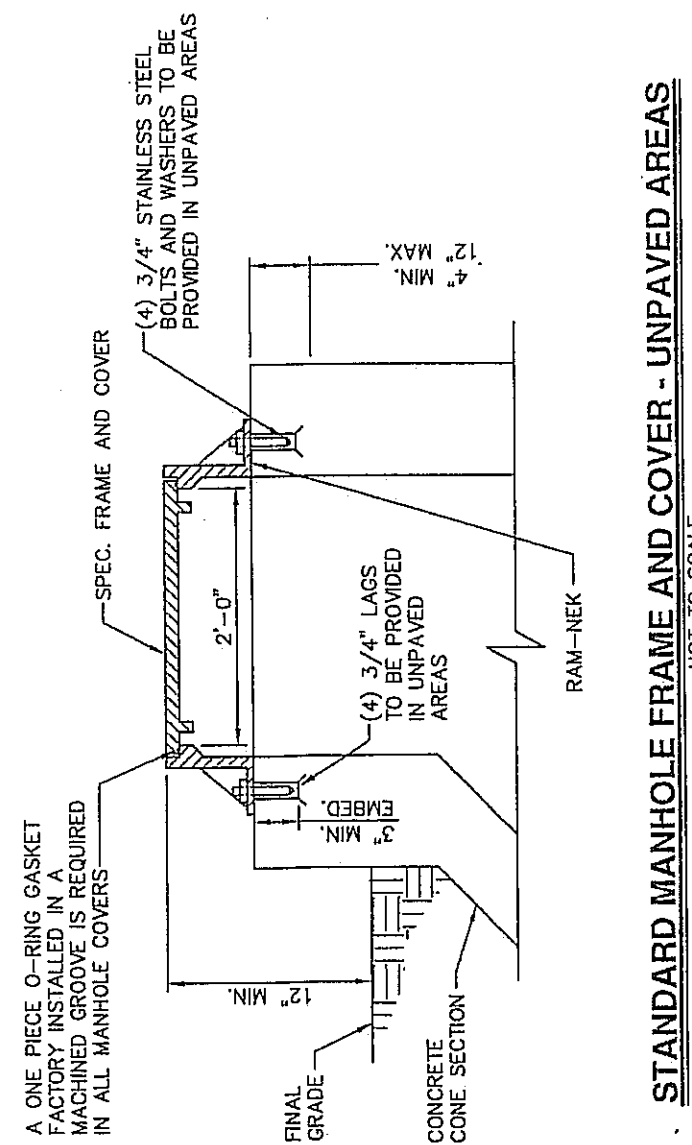 A ONE PIECE O-RING GASKET
FACTORY INSTALLED IN A
MACHINED GROOVE IS REQUIRED
IN ALL MANHOLE COVERS
SPEC. FRAME AND COVER
(4) 3/4" STAINLESS STEEL
BOLTS AND WASHERS TO BE
PROVIDED IN UNPAVED AREAS
2'-0"
12" MIN.
3" MIN.
EMBED.
(4) 3/4" LAGS
TO BE PROVIDED
IN UNPAVED
AREAS
4" MIN.
12" MAX.
FINAL
GRADE
CONCRETE
CONE SECTION
RAM-NEK
STANDARD MANHOLE FRAME AND COVER - UNPAVED AREAS
NOT TO SCALE